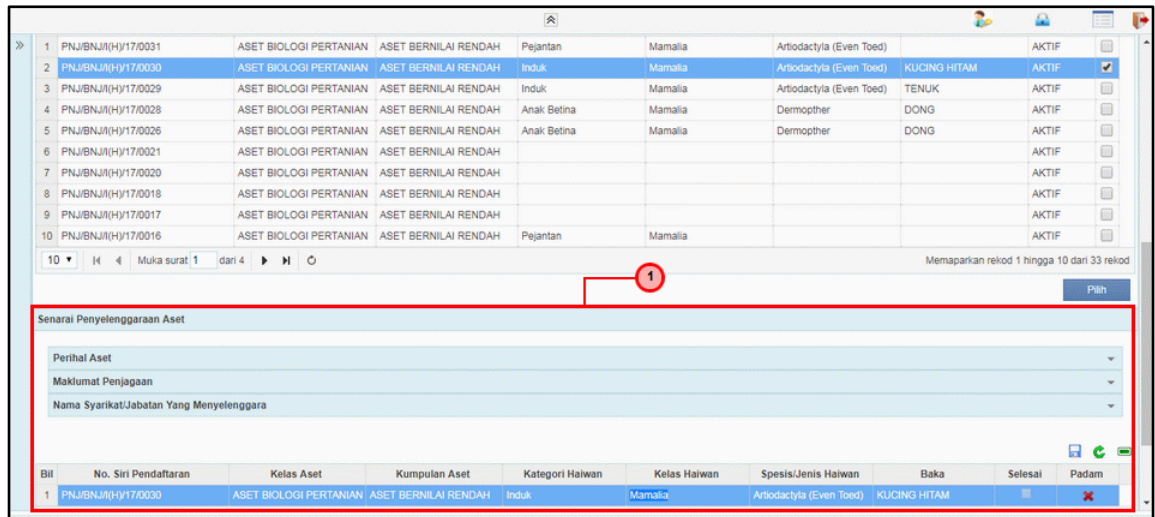 1 PNJ/BNJ/I(H)/17/0031 ASET BIOLOGI PERTANIAN ASET BERNILAI RENDAH Pejantan Mamalia Artiodactyla (Even Toed) AKTIF
2 PNJ/BNJ/I(H)/17/0030 ASET BIOLOGI PERTANIAN ASET BERNILAI RENDAH Induk Mamalia Artiodactyla (Even Toed) KUCING HITAM AKTIF
3 PNJ/BNJ/I(H)/17/0029 ASET BIOLOGI PERTANIAN ASET BERNILAI RENDAH Induk Mamalia Artiodactyla (Even Toed) TENUK AKTIF
4 PNJ/BNJ/I(H)/17/0028 ASET BIOLOGI PERTANIAN ASET BERNILAI RENDAH Anak Betina Mamalia Dermopther DONG AKTIF
5 PNJ/BNJ/I(H)/17/0026 ASET BIOLOGI PERTANIAN ASET BERNILAI RENDAH Anak Betina Mamalia Dermopther DONG AKTIF
6 PNJ/BNJ/I(H)/17/0021 ASET BIOLOGI PERTANIAN ASET BERNILAI RENDAH AKTIF
7 PNJ/BNJ/I(H)/17/0020 ASET BIOLOGI PERTANIAN ASET BERNILAI RENDAH AKTIF
8 PNJ/BNJ/I(H)/17/0018 ASET BIOLOGI PERTANIAN ASET BERNILAI RENDAH AKTIF
9 PNJ/BNJ/I(H)/17/0017 ASET BIOLOGI PERTANIAN ASET BERNILAI RENDAH AKTIF
10 PNJ/BNJ/I(H)/17/0016 ASET BIOLOGI PERTANIAN ASET BERNILAI RENDAH Pejantan Mamalia AKTIF
10 Muka surat 1 dari 4 Memaparkan rekod 1 hingga 10 dari 33 rekod
1
Pilih
Senarai Penyelenggaraan Aset
Perihal Aset
Maklumat Penjagaan
Nama Syarikat/Jabatan Yang Menyelenggara
Bil No. Siri Pendaftaran Kelas Aset Kumpulan Aset Kategori Haiwan Kelas Haiwan Spesis/Jenis Haiwan Baka Selesai Padam
1 PNJ/BNJ/I(H)/17/0030 ASET BIOLOGI PERTANIAN ASET BERNILAI RENDAH Induk Mamalia Artiodactyla (Even Toed) KUCING HITAM